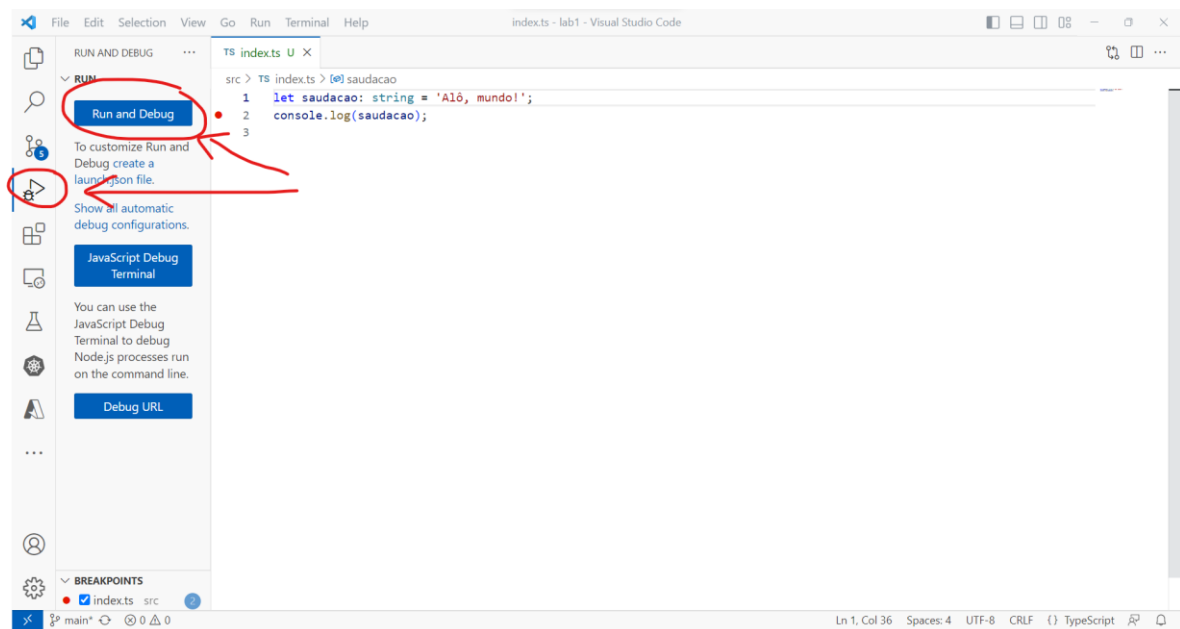 File Edit Selection View Go Run Terminal Help
index.ts - lab1 - Visual Studio Code
RUN AND DEBUG ...
TS index.ts U
RUN
src > TS index.ts > saudacao
Run and Debug
1 let saudacao: string = 'Alô, mundo!';
2 console.log(saudacao);
3
To customize Run and
Debug create a
launch.json file.
Show all automatic
debug configurations.
JavaScript Debug
Terminal
You can use the
JavaScript Debug
Terminal to debug
Node.js processes run
on the command line.
Debug URL
5
BREAKPOINTS
index.ts src 2
main* 0 0
Ln 1, Col 36 Spaces: 4 UTF-8 CRLF {} TypeScript